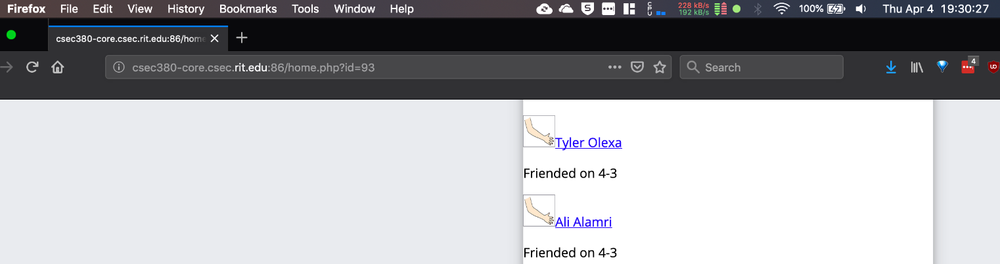 Firefox File Edit View History Bookmarks Tools Window Help S CPU 228 kB/s 100% Thu Apr 4 19:30:27
192 kB/s
csec380-core.csec.rit.edu:86/home
csec380-core.csec.rit.edu:86/home.php?id=93 Search 4
Tyler Olexa
Friended on 4-3
Ali Alamri
Friended on 4-3